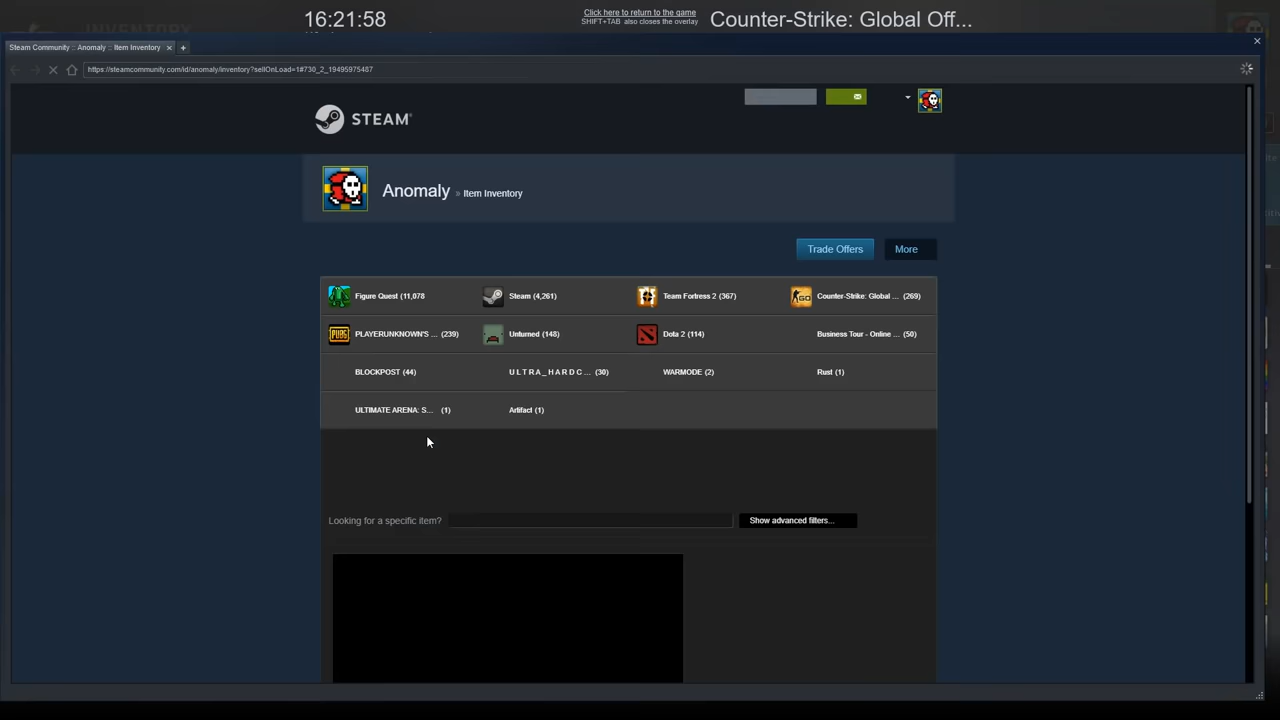 16:21:58
Click here to return to the game
SHIFT+TAB also closes the overlay
Counter-Strike: Global Off...
Steam Community :: Anomaly :: Item Inventory
https://steamcommunity.com/id/anomaly/inventory?sellOnLoad=1#730_2_19495975487
STEAM
Anomaly » Item Inventory
Trade Offers
More
Figure Quest (11,078
Steam (4,261)
Team Fortress 2 (367)
Counter-Strike: Global ... (269)
PLAYERUNKNOWN'S ... (239)
Unturned (148)
Dota 2 (114)
Business Tour - Online ... (50)
BLOCKPOST (44)
U L T R A _ H A R D C ... (30)
WARMODE (2)
Rust (1)
ULTIMATE ARENA: S... (1)
Artifact (1)
Looking for a specific item?
Show advanced filters...